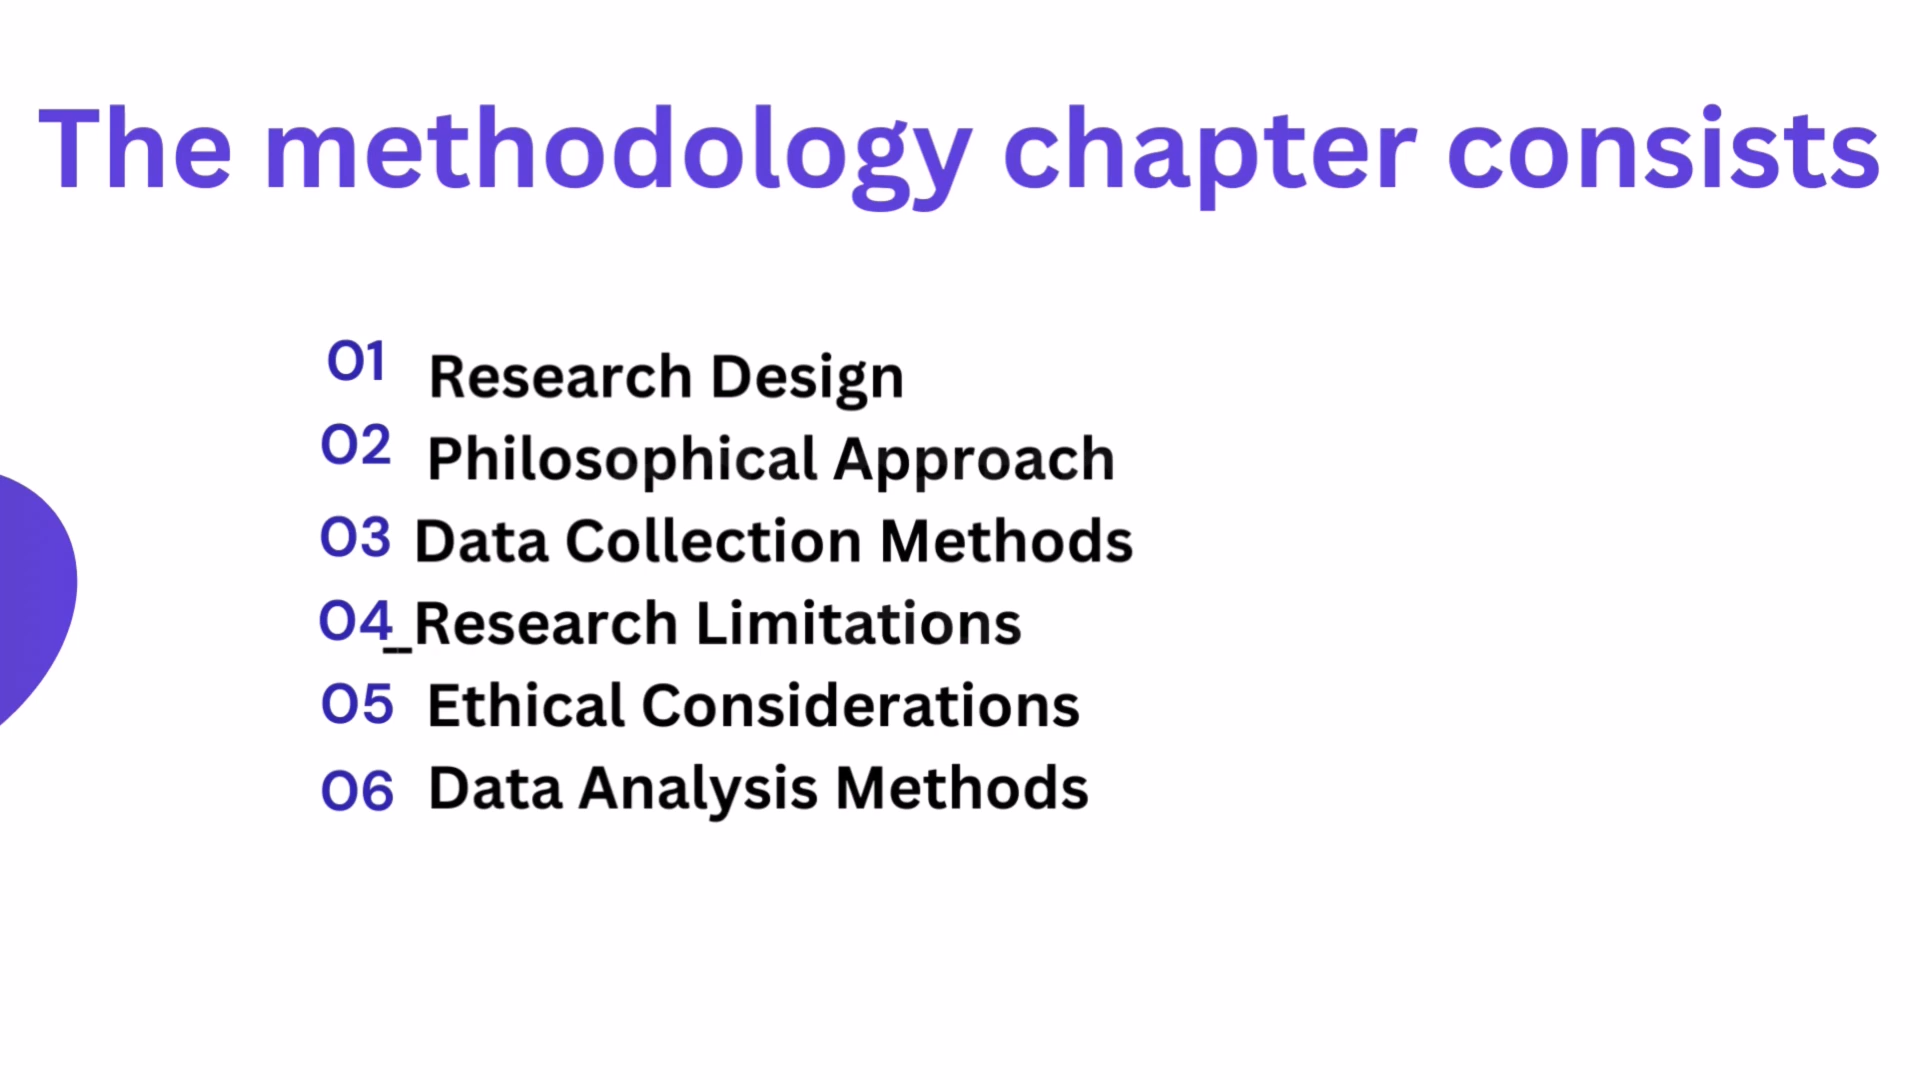 The methodology chapter consists
01 Research Design
02 Philosophical Approach
03 Data Collection Methods
04__Research Limitations
05 Ethical Considerations
06 Data Analysis Methods